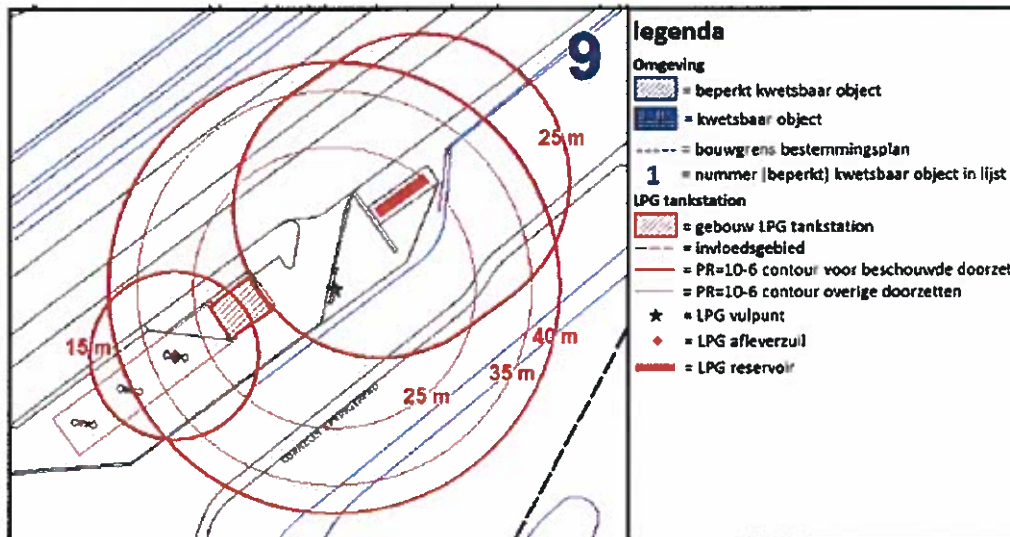 9
25 m
15 m
40 m
35 m
25 m
legenda
Omgeving
= beperkt kwetsbaar object
= kwetsbaar object
= bouwgrens bestemmingsplan
1 = nummer (beperkt) kwetsbaar object in lijst
LPG tankstation
= gebouw LPG tankstation
= invloedsgebied
= PR=10-6 contour voor beschouwde doorzet
= PR=10-6 contour overige doorzetten
= LPG vulpunt
= LPG afleverzuil
= LPG reservoir